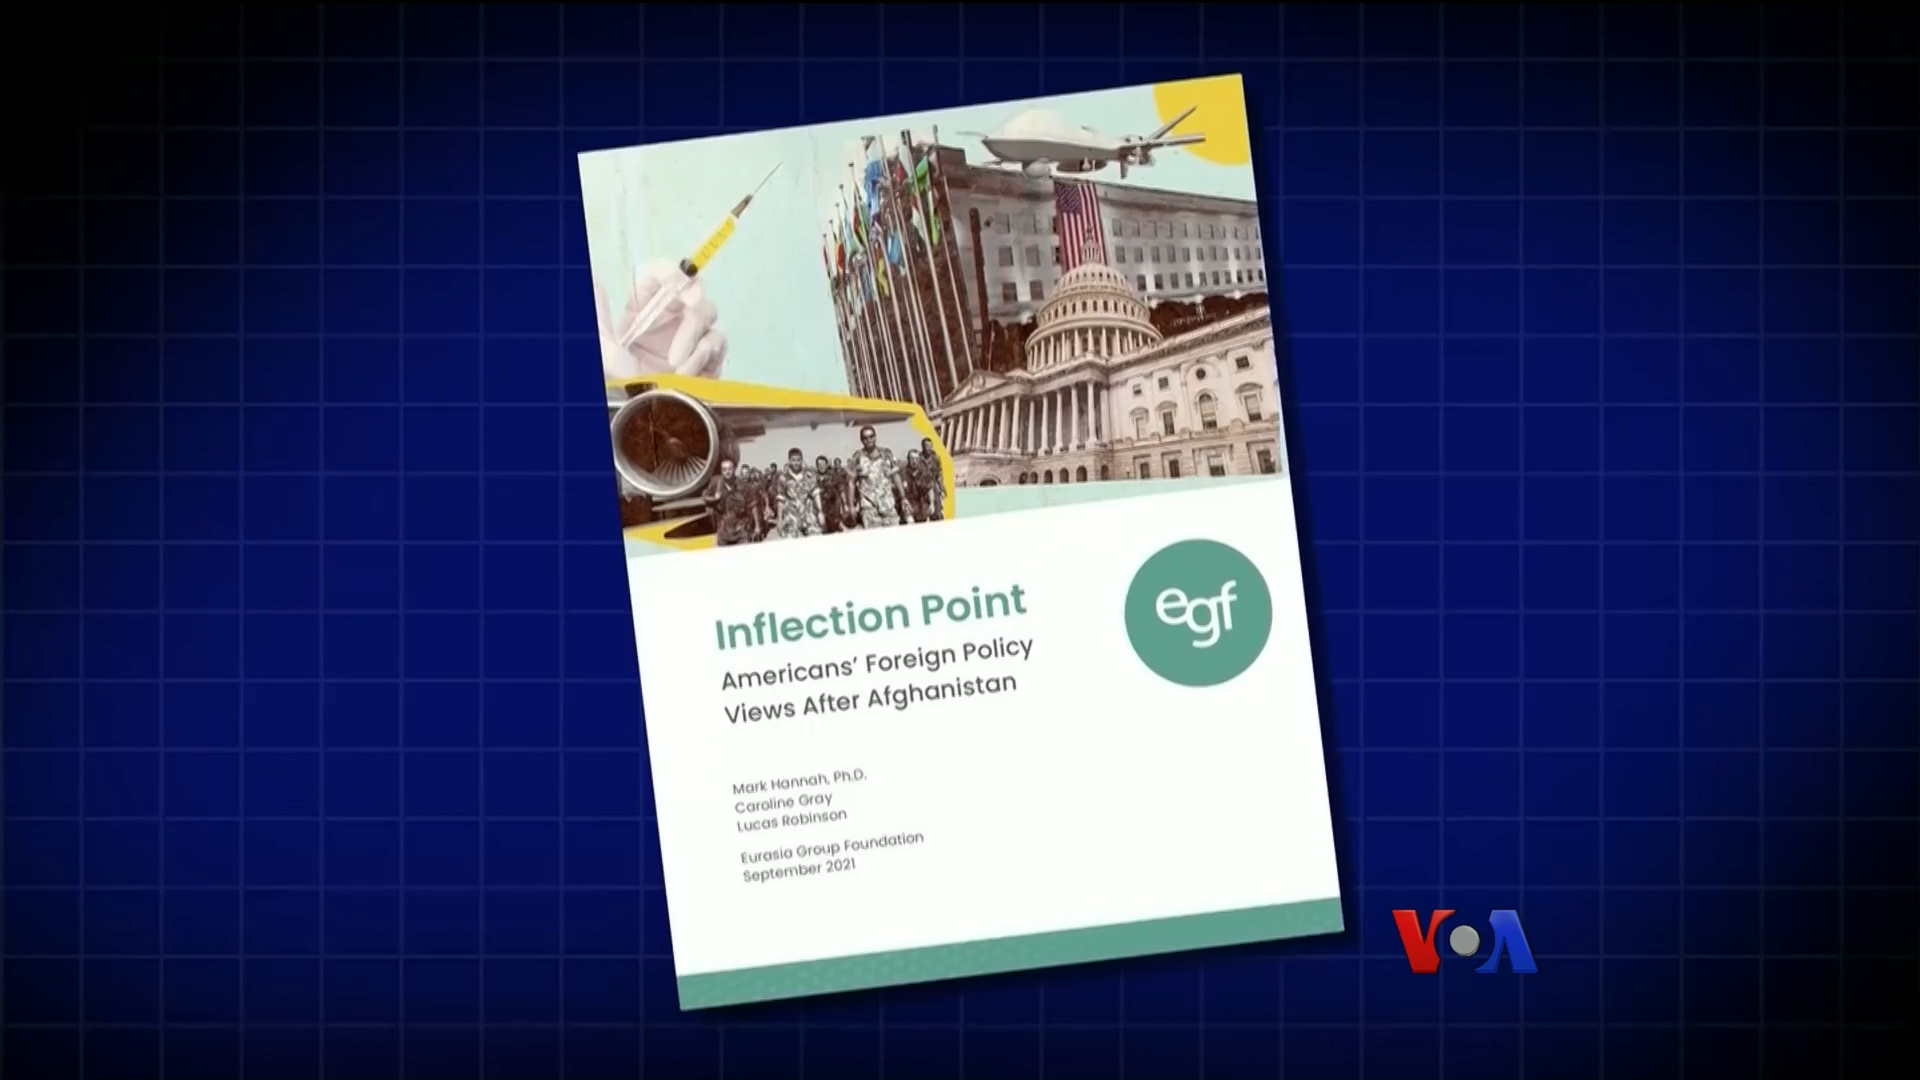 egf
Inflection Point
Americans' Foreign Policy
Views After Afghanistan
Mark Hannah, Ph.D.
Caroline Gray
Lucas Robinson
Eurasia Group Foundation
September 2021
VOA